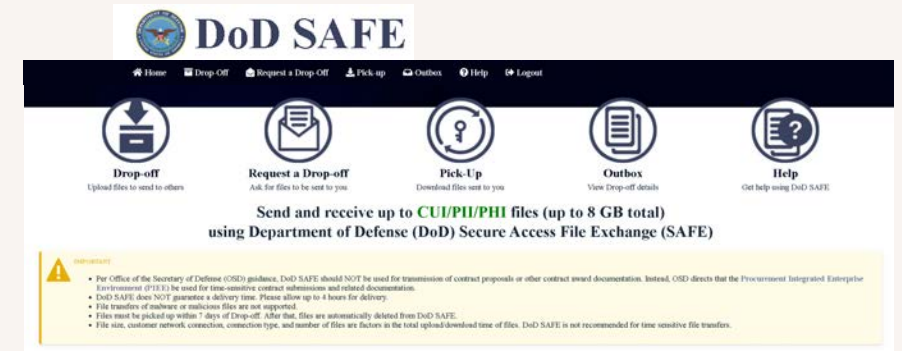 DoD SAFE
Home Drop-Off Request a Drop-Off Pick-up Outbox Help Logout
Drop-off Request a Drop-off Pick-Up Outbox Help
Upload files to send to others Ask for files to be sent to you Download files sent to you View Drop-off details Get help using DoD SAFE
Send and receive up to CUI/PII/PHI files (up to 8 GB total)
using Department of Defense (DoD) Secure Access File Exchange (SAFE)
IMPORTANT
• Per Office of the Secretary of Defense (OSD) guidance, DoD SAFE should NOT be used for transmission of contract proposals or other contract award documentation. Instead, OSD directs that the Procurement Integrated Enterprise
Environment (PIEE) be used for time-sensitive contract submissions and related documentation.
• DoD SAFE does NOT guarantee a delivery time. Please allow up to 4 hours for delivery.
• File transfers of malware or malicious files are not supported.
• Files must be picked up within 7 days of Drop-off. After that, files are automatically deleted from DoD SAFE.
• File size, customer network connection, connection type, and number of files are factors in the total upload/download time of files. DoD SAFE is not recommended for time sensitive file transfers.